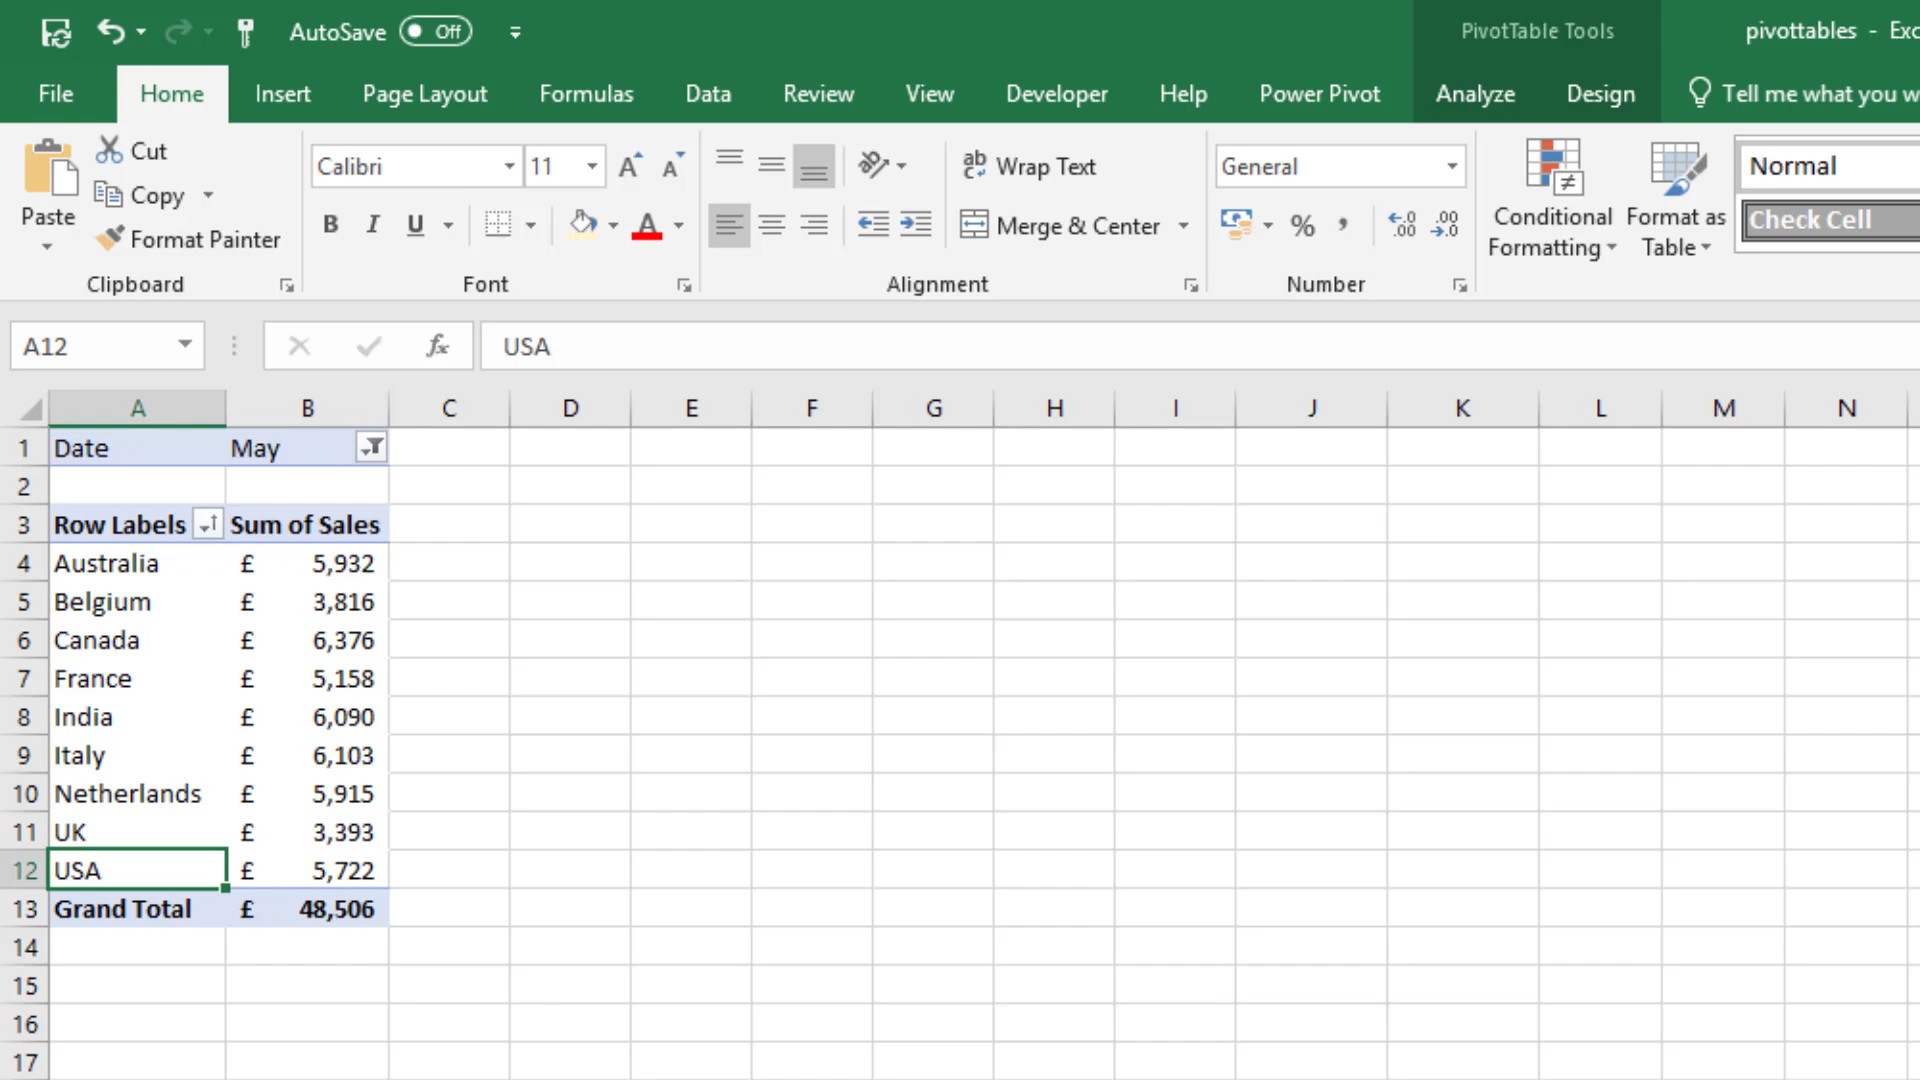 AutoSave Off PivotTable Tools pivottables - Exc
File Home Insert Page Layout Formulas Data Review View Developer Help Power Pivot Analyze Design Tell me what you w
Paste
Cut
Copy
Format Painter
Clipboard
Calibri 11
B I U
Font
Wrap Text
Merge & Center
Alignment
General
Number
Conditional
Formatting
Format as
Table
Normal
Check Cell
A12 fx USA
A B C D E F G H I J K L M N
1 Date May
2
3 Row Labels Sum of Sales
4 Australia £ 5,932
5 Belgium £ 3,816
6 Canada £ 6,376
7 France £ 5,158
8 India £ 6,090
9 Italy £ 6,103
10 Netherlands £ 5,915
11 UK £ 3,393
12 USA £ 5,722
13 Grand Total £ 48,506
14
15
16
17